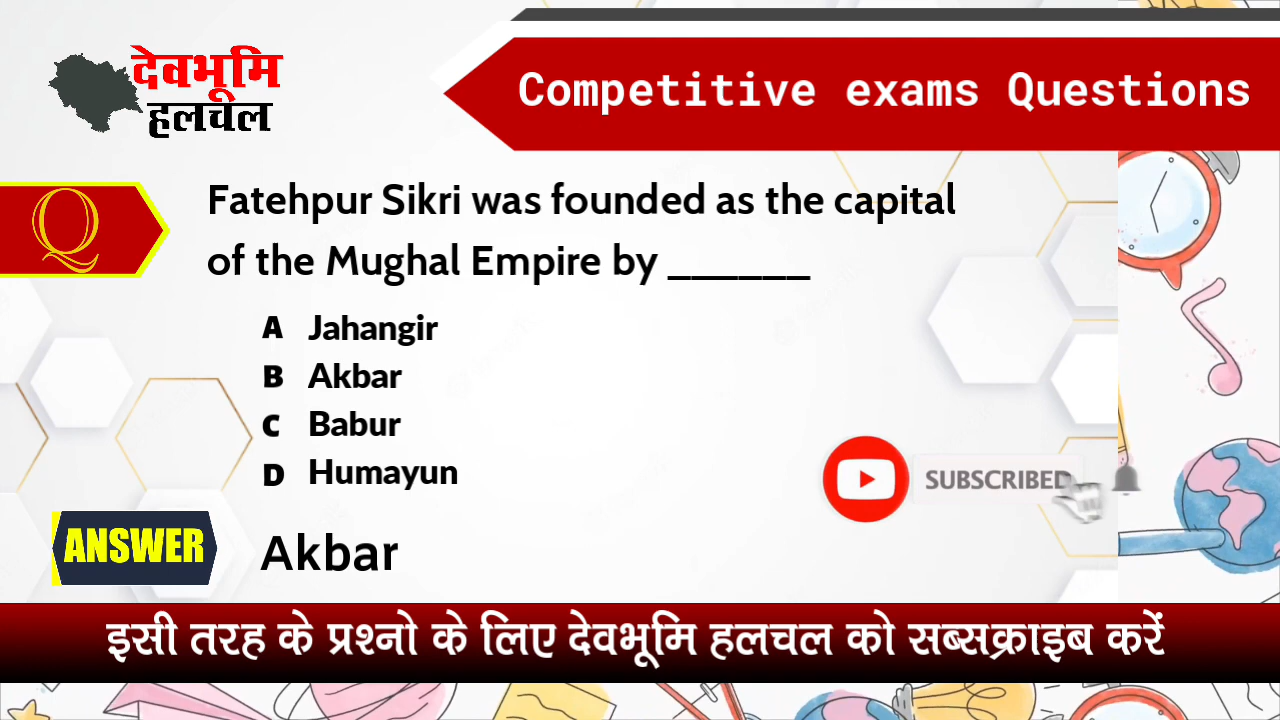 देवभूमि
हलचल
Competitive exams Questions
Q
Fatehpur Sikri was founded as the capital
of the Mughal Empire by ______
A Jahangir
B Akbar
C Babur
D Humayun
SUBSCRIBED
ANSWER
Akbar
इसी तरह के प्रश्नो के लिए देवभूमि हलचल को सब्सक्राइब करें